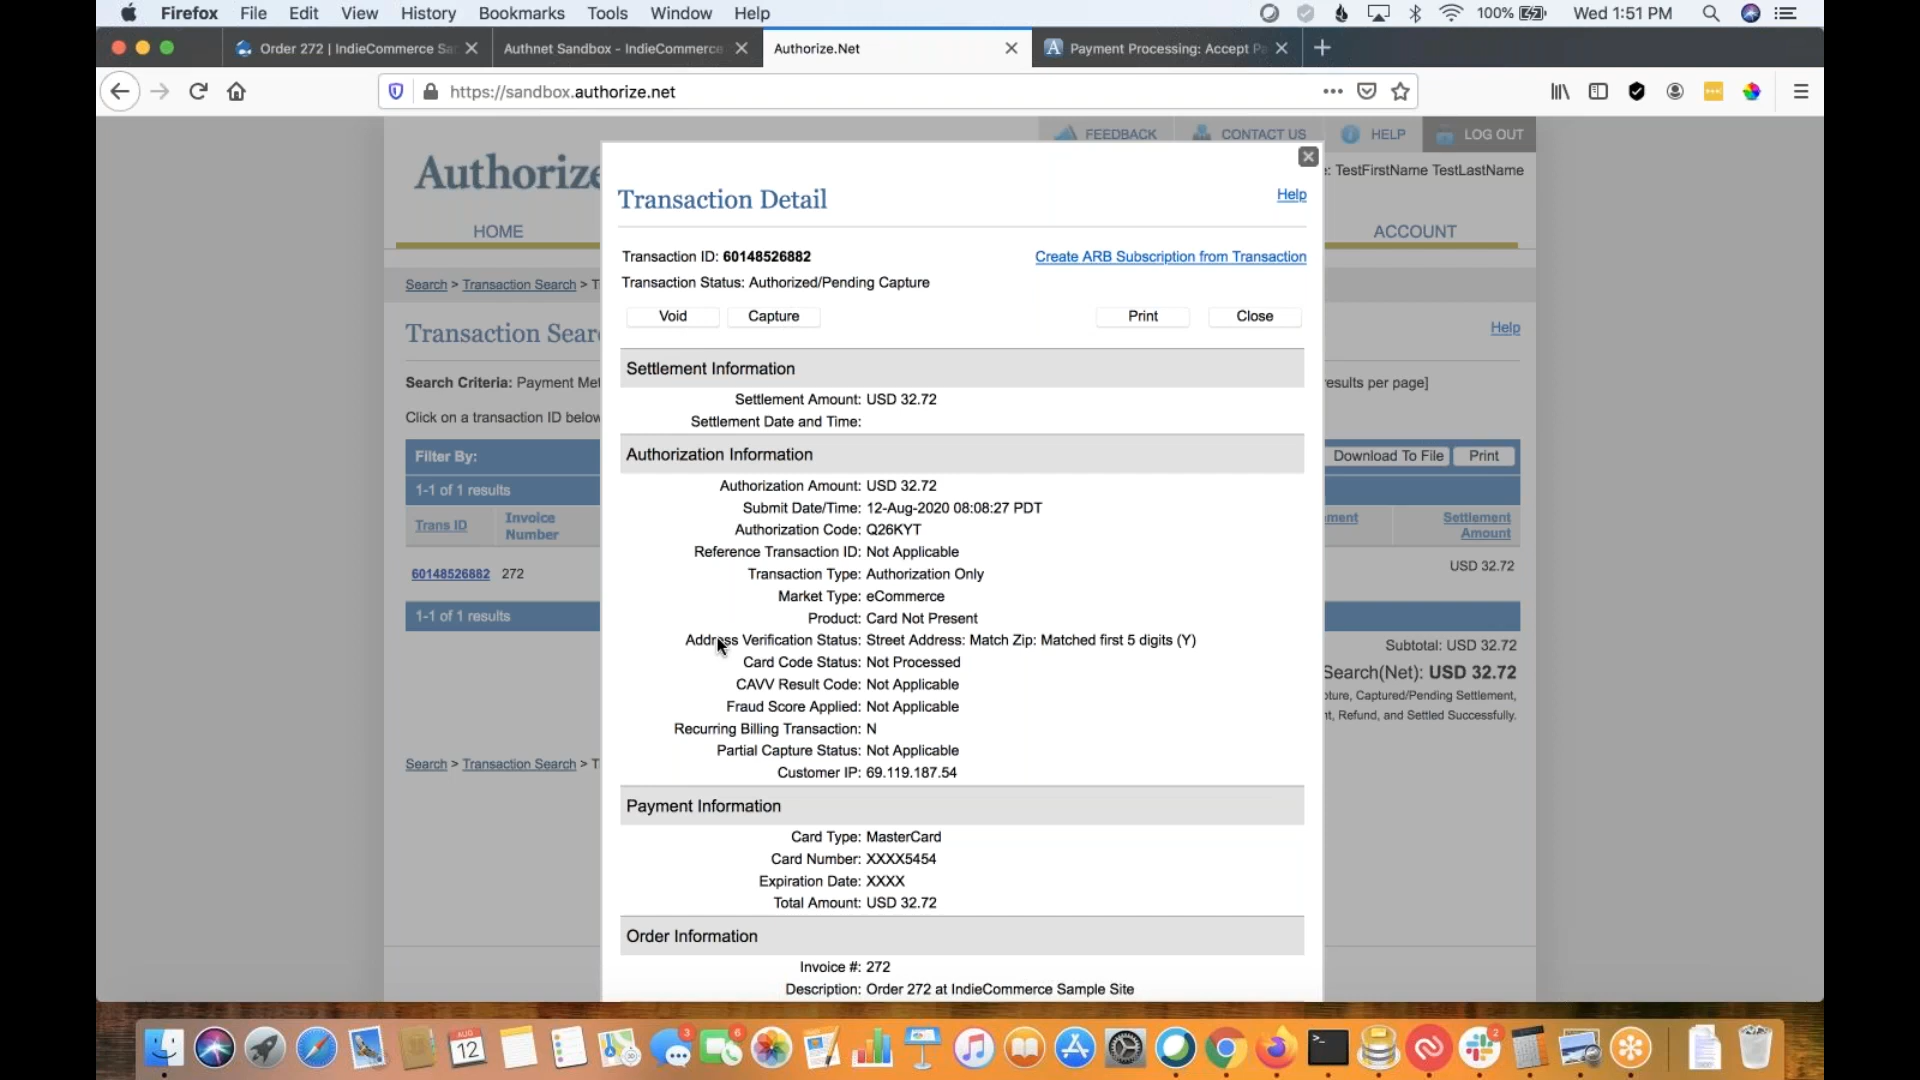 Firefox File Edit View History Bookmarks Tools Window Help 100% Wed 1:51 PM
Order 272 | IndieCommerce Sa
Authnet Sandbox - IndieCommerce
Authorize.Net
Payment Processing: Accept P
https://sandbox.authorize.net
FEEDBACK CONTACT US HELP LOG OUT
Authorize
TestFirstName TestLastName
HOME
ACCOUNT
Search > Transaction Search > T
Transaction Sear
Help
Search Criteria: Payment Met
esults per page]
Click on a transaction ID below
Filter By:
Download To File Print
1-1 of 1 results
Trans ID
Invoice
Number
ment
Settlement
Amount
60148526882 272
USD 32.72
1-1 of 1 results
Subtotal: USD 32.72
Search(Net): USD 32.72
pture, Captured/Pending Settlement,
nt, Refund, and Settled Successfully.
Search > Transaction Search > T
Transaction Detail
Help
Transaction ID: 60148526882
Create ARB Subscription from Transaction
Transaction Status: Authorized/Pending Capture
Void Capture Print Close
Settlement Information
Settlement Amount: USD 32.72
Settlement Date and Time:
Authorization Information
Authorization Amount: USD 32.72
Submit Date/Time: 12-Aug-2020 08:08:27 PDT
Authorization Code: Q26KYT
Reference Transaction ID: Not Applicable
Transaction Type: Authorization Only
Market Type: eCommerce
Product: Card Not Present
Address Verification Status: Street Address: Match Zip: Matched first 5 digits (Y)
Card Code Status: Not Processed
CAVV Result Code: Not Applicable
Fraud Score Applied: Not Applicable
Recurring Billing Transaction: N
Partial Capture Status: Not Applicable
Customer IP: 69.119.187.54
Payment Information
Card Type: MasterCard
Card Number: XXXX5454
Expiration Date: XXXX
Total Amount: USD 32.72
Order Information
Invoice #: 272
Description: Order 272 at IndieCommerce Sample Site
AUG
12
3
6
2